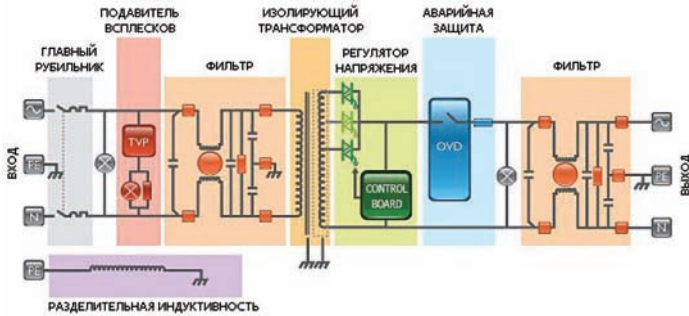 ПОДАВИТЕЛЬ
ВСПЛЕСКОВ
ИЗОЛИРУЮЩИЙ
ТРАНСФОРМАТОР
АВАРИЙНАЯ
ЗАЩИТА
ГЛАВНЫЙ
РУБИЛЬНИК
ФИЛЬТР
РЕГУЛЯТОР
НАПРЯЖЕНИЯ
ФИЛЬТР
ВХОД
PE
N
TVP
CONTROL
BOARD
OVD
PE
N
ВЫХОД
PE
РАЗДЕЛИТЕЛЬНАЯ ИНДУКТИВНОСТЬ